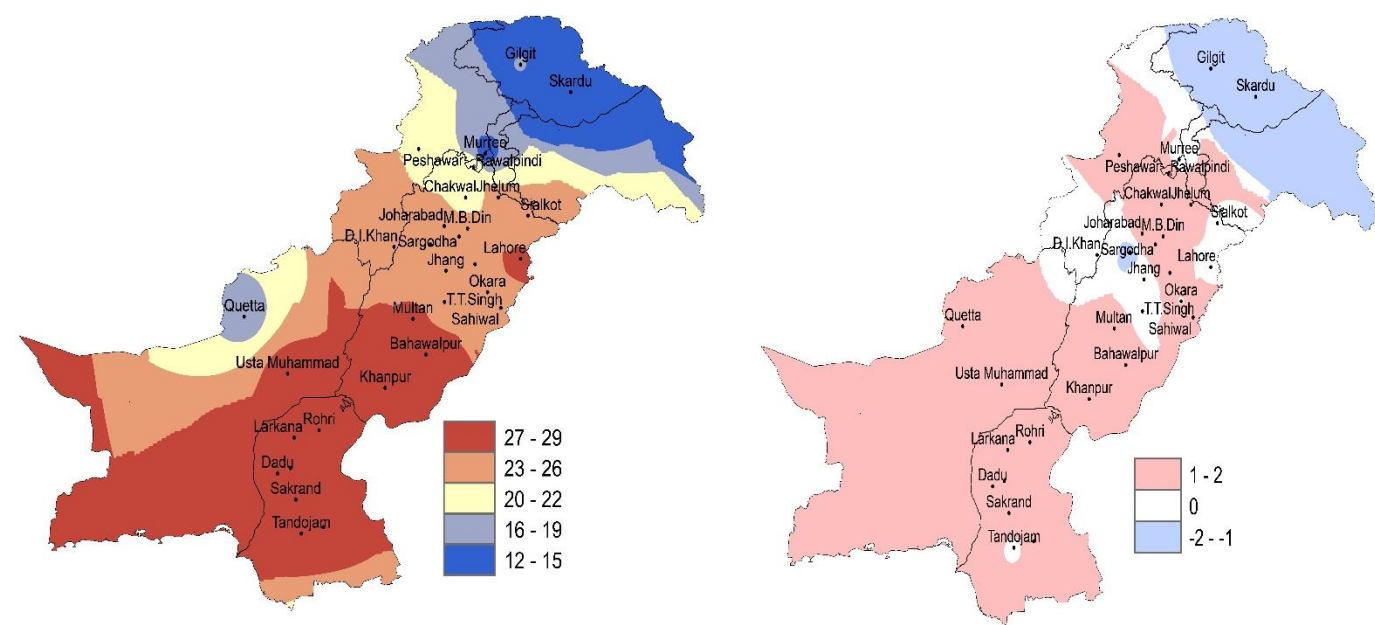 Gilgit
Skardu
Murree
Peshawar
Rawalpindi
Chakwal
Jhelum
Sialkot
Joharabad
M.B.Din
D.I.Khan
Sargodha
Lahore
Jhang
Okara
Quetta
Multan
T.T.Singh
Sahiwal
Usta Muhammad
Bahawalpur
Khanpur
Larkana
Rohri
Dadu
Sakrand
Tandojam
27 - 29
23 - 26
20 - 22
16 - 19
12 - 15
Gilgit
Skardu
Murree
Peshawar
Rawalpindi
Chakwal
Jhelum
Sialkot
Joharabad
M.B.Din
D.I.Khan
Sargodha
Lahore
Jhang
Okara
Quetta
Multan
T.T.Singh
Sahiwal
Bahawalpur
Usta Muhammad
Khanpur
Larkana
Rohri
Dadu
Sakrand
Tandojam
1 - 2
0
-2 - -1